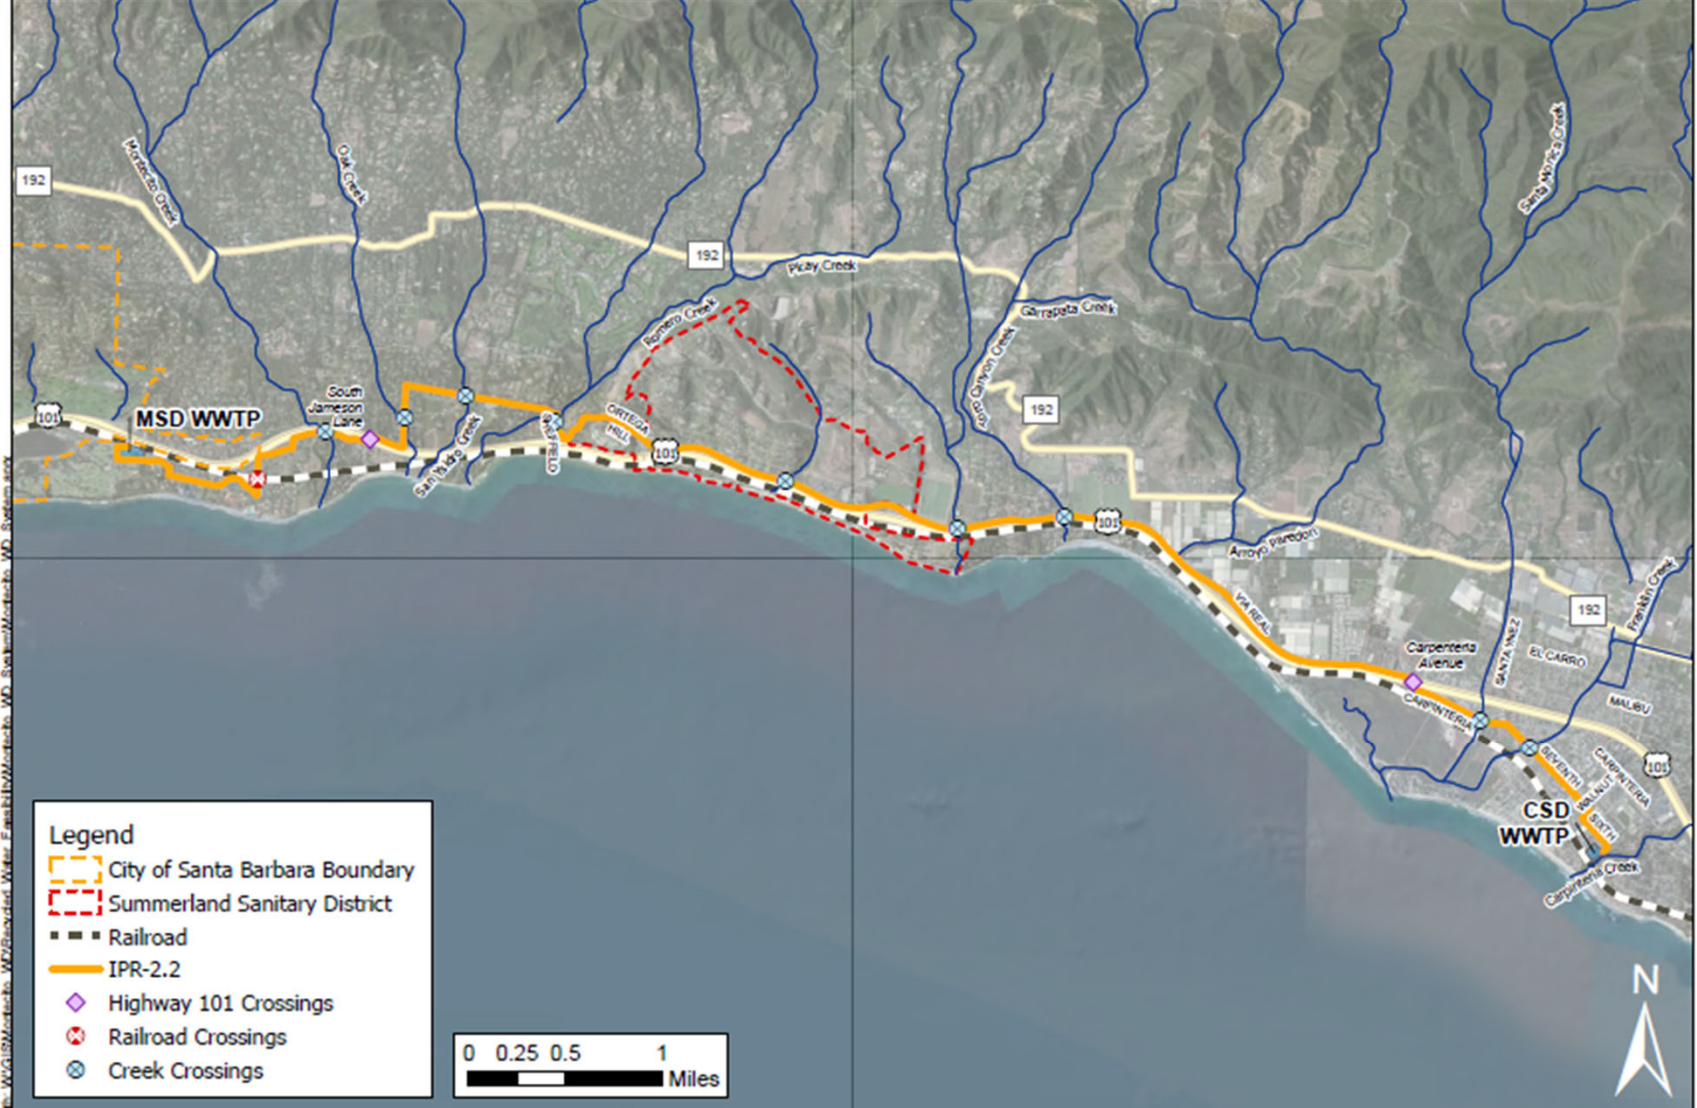 192
Montecito Creek
Oak Creek
192
Picay Creek
Romero Creek
Garrapata Creek
Toro Canyon Creek
Santa Monica Creek
192
101
MSD WWTP
South
Jameson
Lane
San Ysidro Creek
SHEFFIELD
ORTEGA
HILL
101
101
Arroyo Paredon
VIA REAL
192
Franklin Creek
Carpenteria
Avenue
SANTA YNEZ
EL CARRO
MALIBU
CARPINTERIA
101
SEVENTH
CARPINTERIA
WALNUT
SIXTH
CSD
WWTP
Carpinteria Creek
Legend
City of Santa Barbara Boundary
Summerland Sanitary District
Railroad
IPR-2.2
Highway 101 Crossings
Railroad Crossings
Creek Crossings
0 0.25 0.5 1
Miles
N